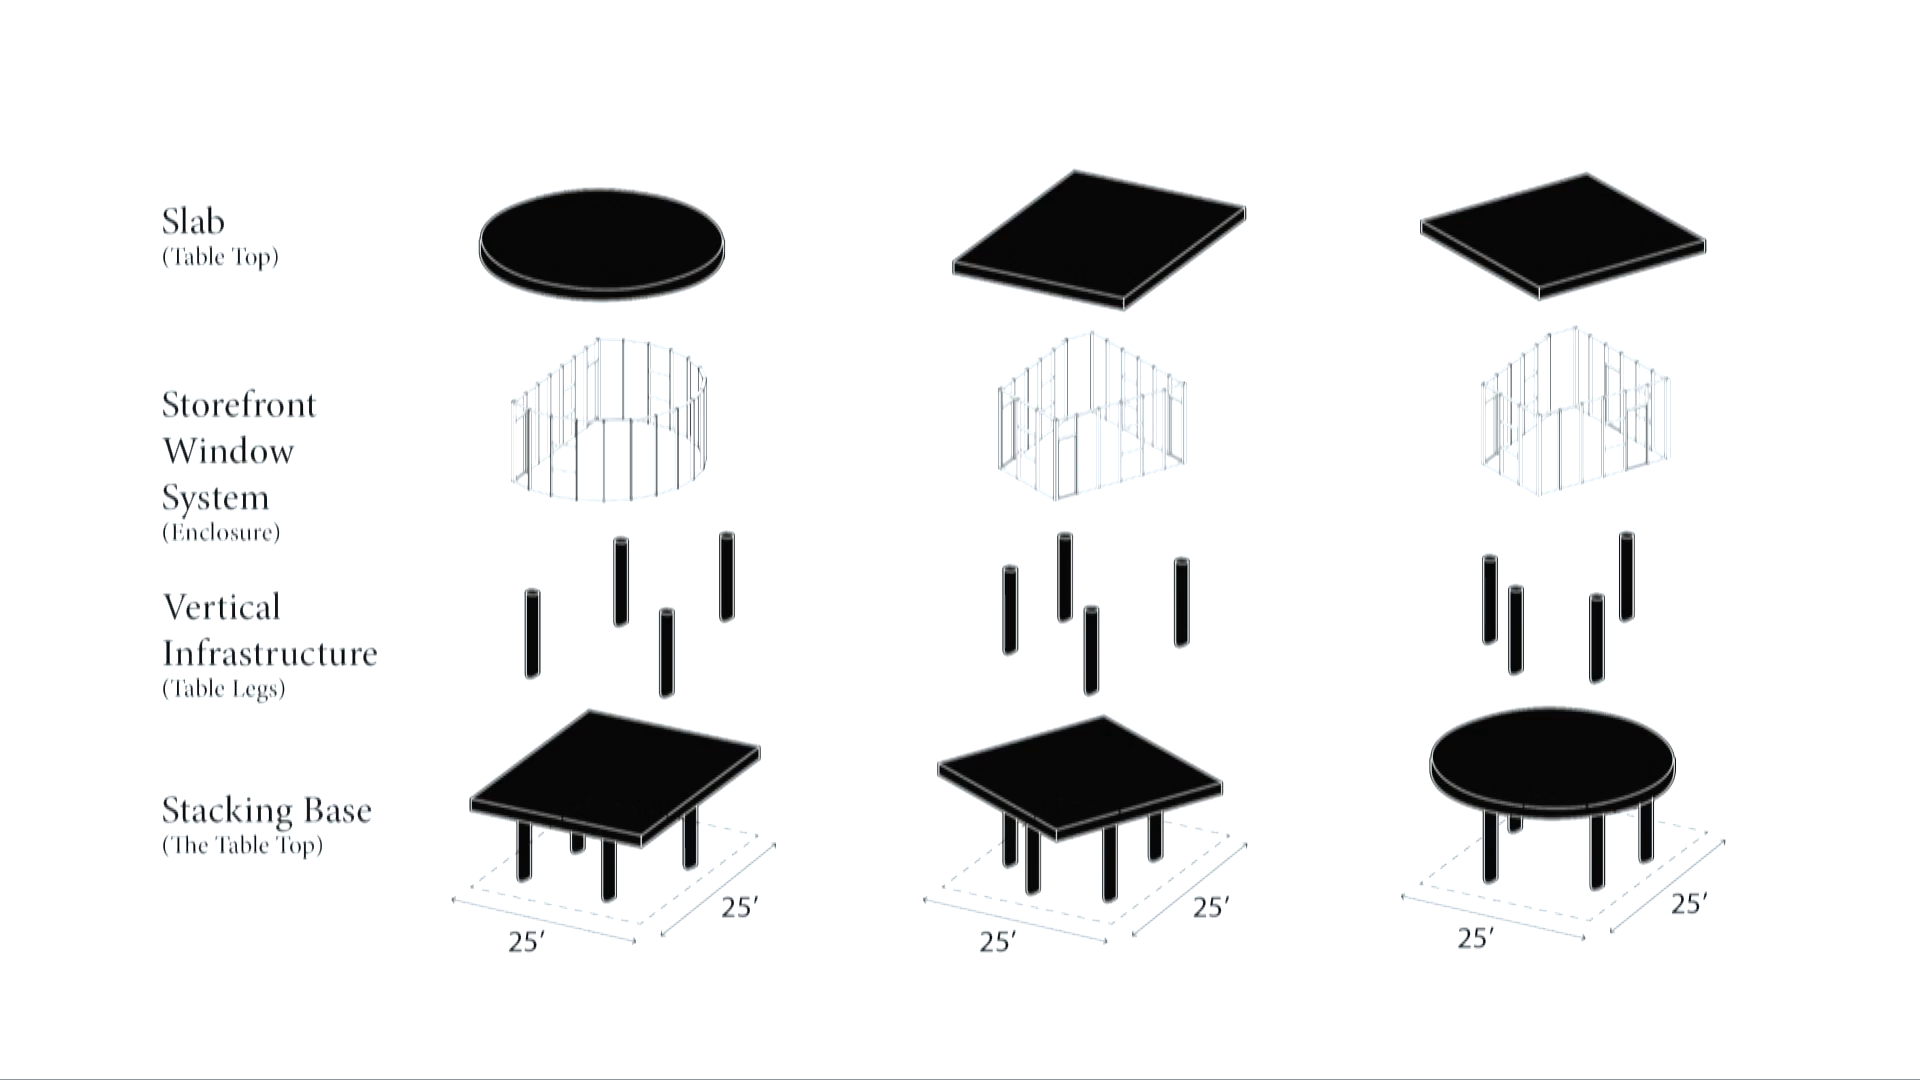 Slab
(Table Top)
Storefront
Window
System
(Enclosure)
Vertical
Infrastructure
(Table Legs)
Stacking Base
(The Table Top)
25′
25′
25′
25′
25′
25′